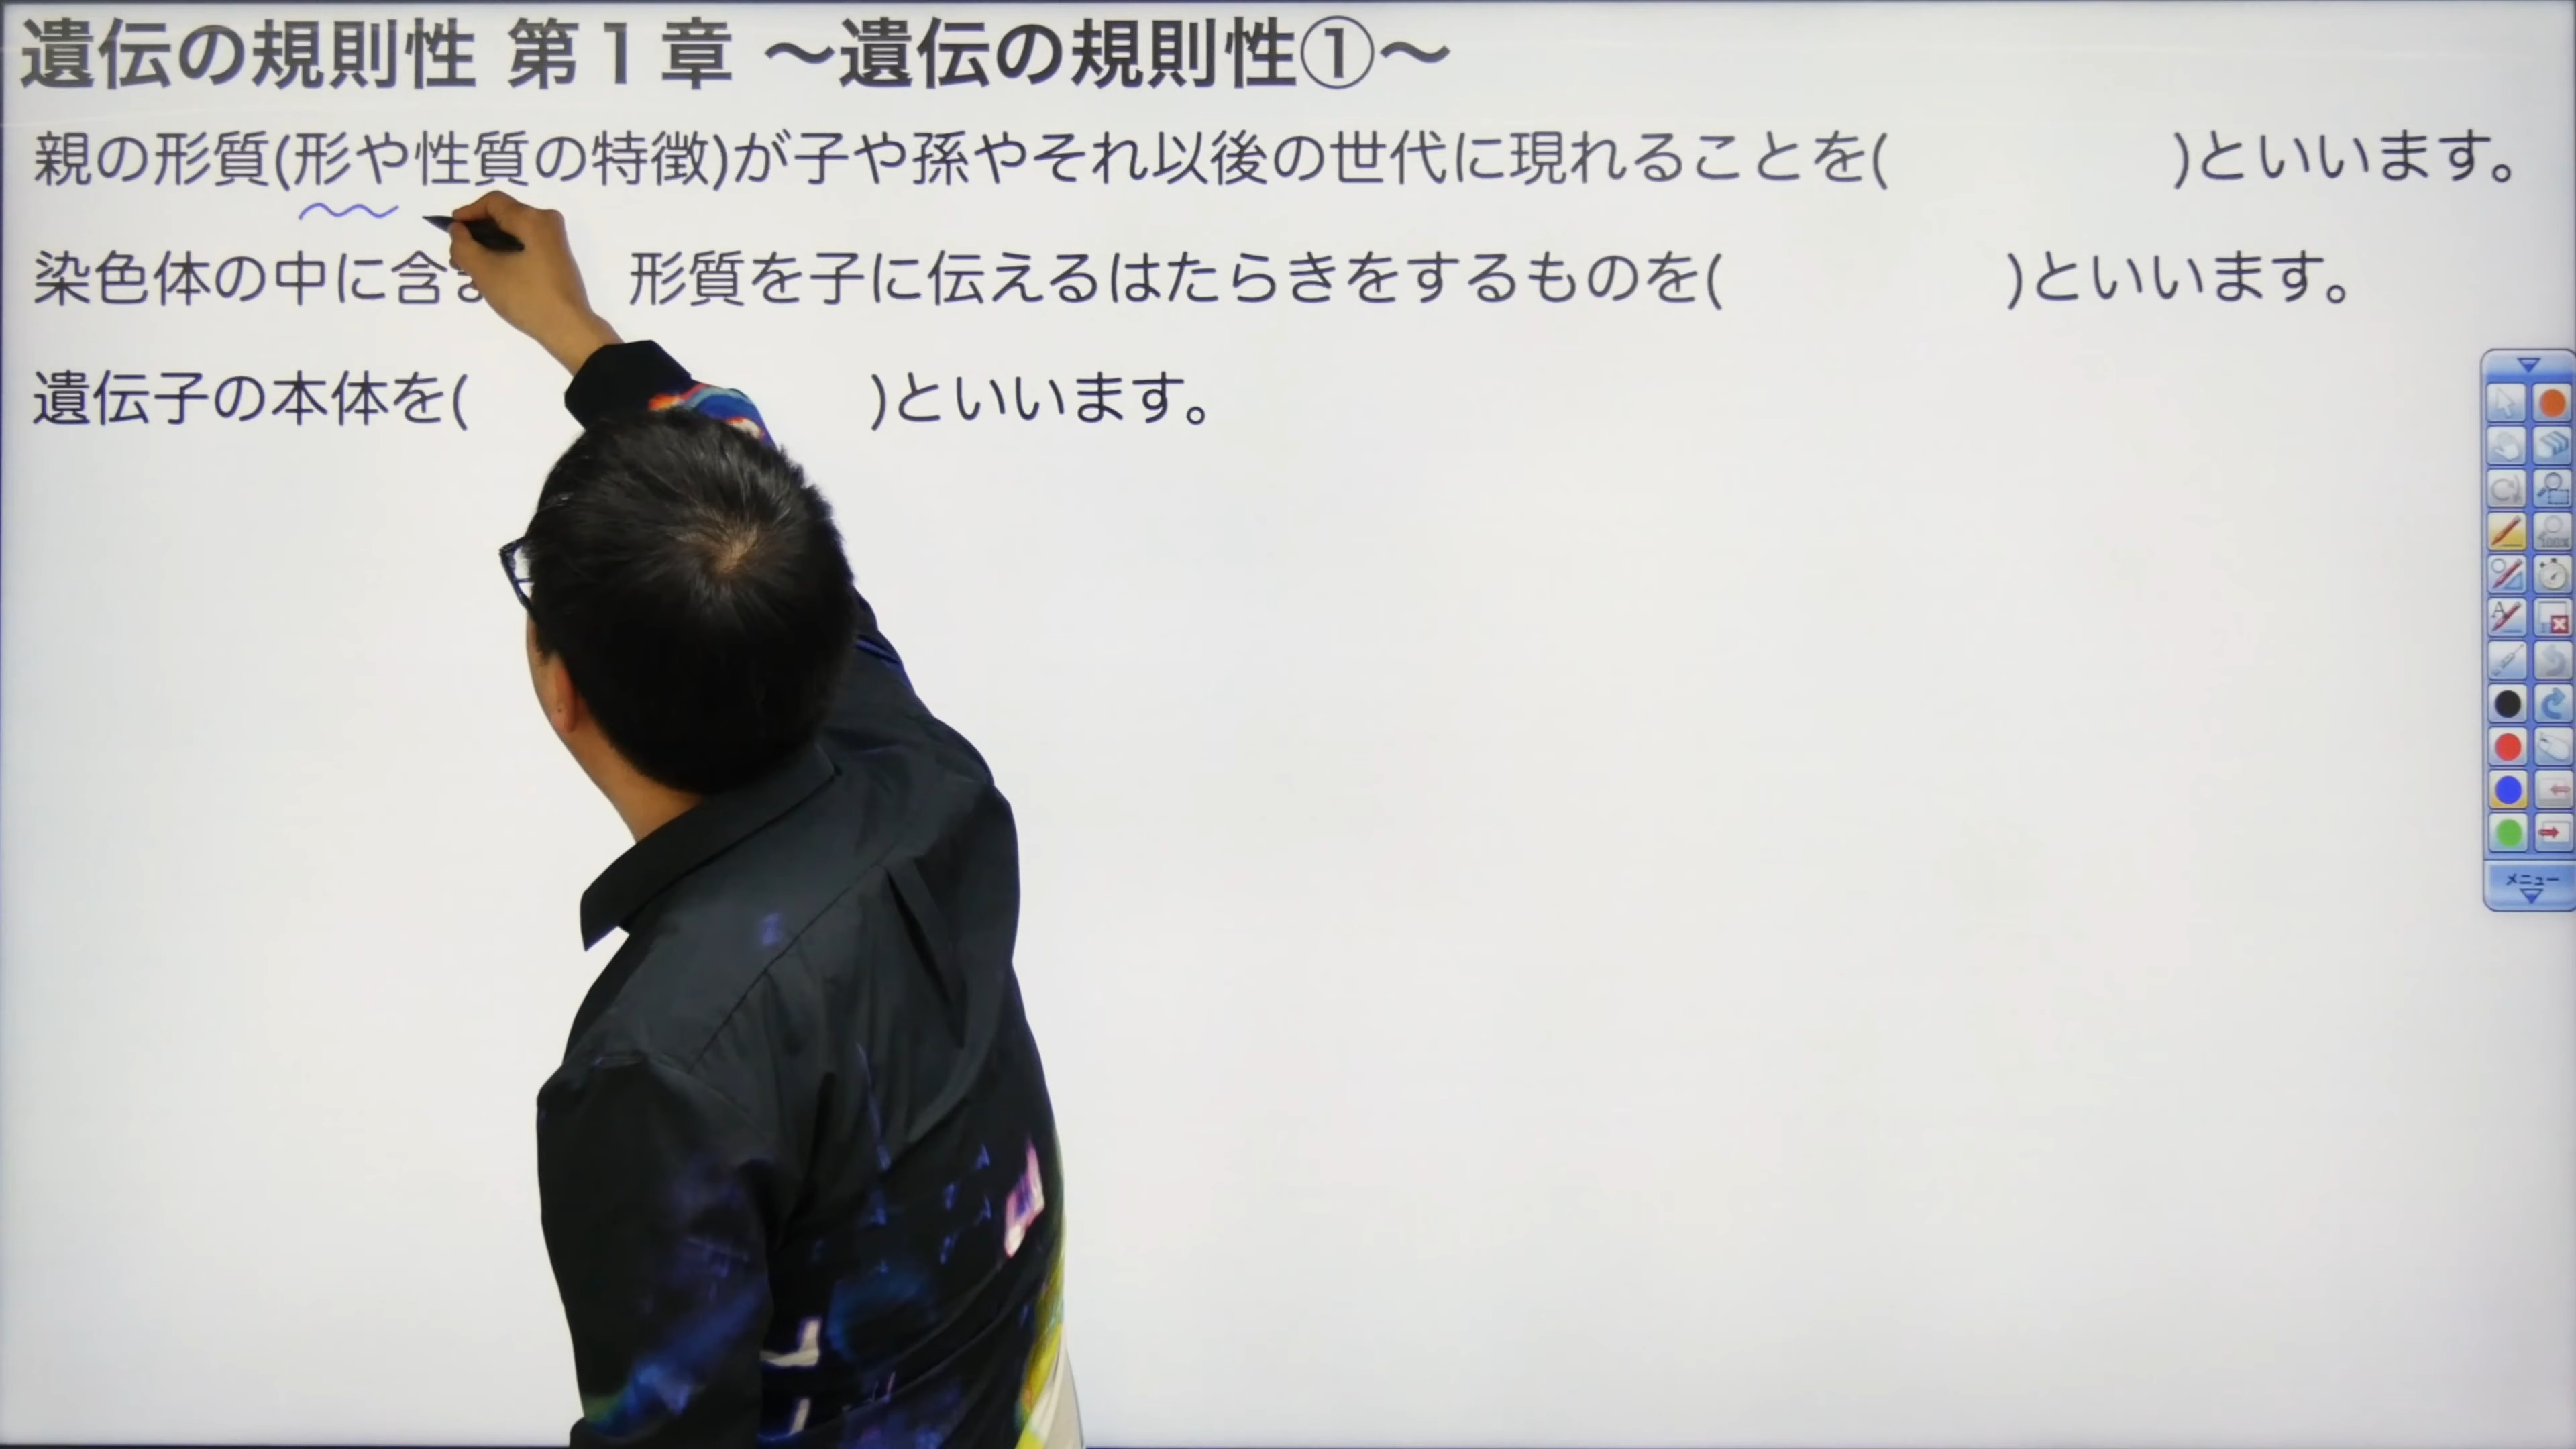 遺伝の規則性 第1章 ～遺伝の規則性①～
親の形質(形や性質の特徴)が子や孫やそれ以後の世代に現れることを(　　　　)といいます。
染色体の中に含ま　　形質を子に伝えるはたらきをするものを(　　　　)といいます。
遺伝子の本体を(　　　　)といいます。
100%
A
メニュー